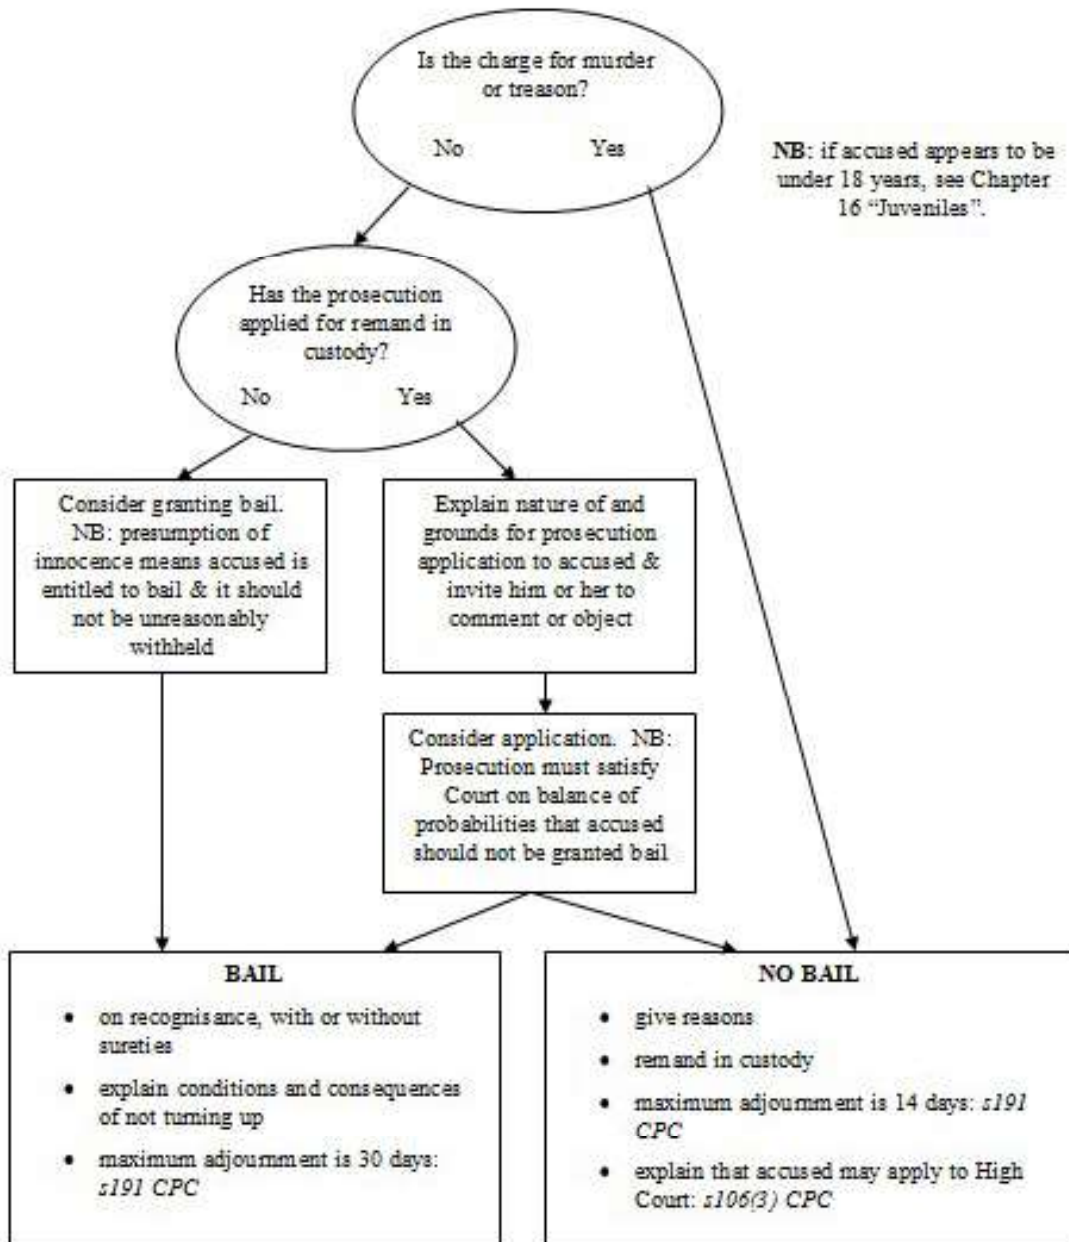 Is the charge for murder
or treason?
No Yes
NB: if accused appears to be
under 18 years, see Chapter
16 “Juveniles”.
Has the prosecution
applied for remand in
custody?
No Yes
Consider granting bail.
NB: presumption of
innocence means accused is
entitled to bail & it should
not be unreasonably
withheld
Explain nature of and
grounds for prosecution
application to accused &
invite him or her to
comment or object
Consider application. NB:
Prosecution must satisfy
Court on balance of
probabilities that accused
should not be granted bail
BAIL
• on recognisance, with or without
sureties
• explain conditions and consequences
of not turning up
• maximum adjournment is 30 days:
s191 CPC
NO BAIL
• give reasons
• remand in custody
• maximum adjournment is 14 days: s191
CPC
• explain that accused may apply to High
Court: s106(3) CPC